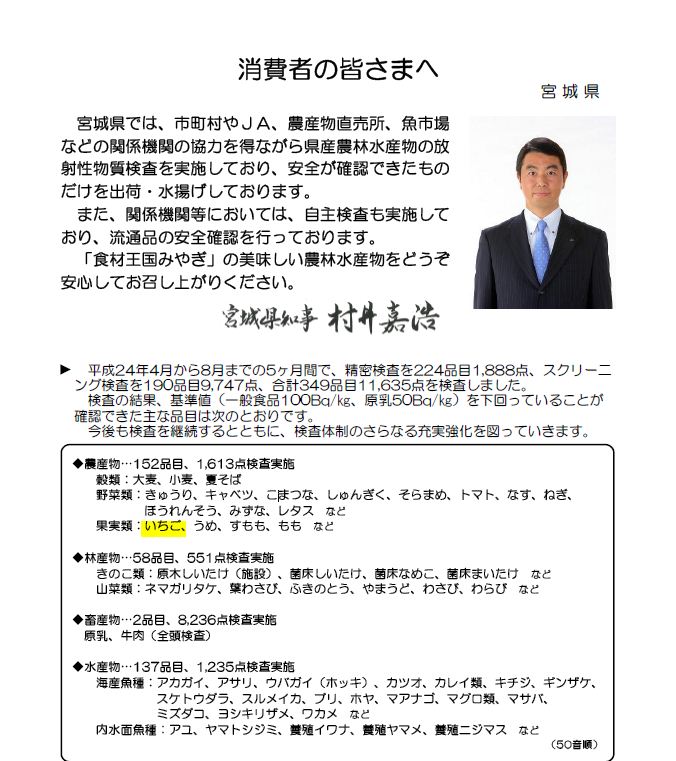 消費者の皆さまへ
宮城県
宮城県では、市町村やＪＡ、農産物直売所、魚市場
などの関係機関の協力を得ながら県産農林水産物の放
射性物質検査を実施しており、安全が確認できたもの
だけを出荷・水揚げしております。
また、関係機関等においては、自主検査も実施して
おり、流通品の安全確認を行っております。
「食材王国みやぎ」の美味しい農林水産物をどうぞ
安心してお召し上がりください。
宮城県知事 村井嘉浩
▶ 平成24年4月から8月までの5ヶ月間で、精密検査を224品目1,888点、スクリーニ
ング検査を190品目9,747点、合計349品目11,635点を検査しました。
検査の結果、基準値（一般食品100Bq/㎏、原乳50Bq/㎏）を下回っていることが
確認できた主な品目は次のとおりです。
今後も検査を継続するとともに、検査体制のさらなる充実強化を図っていきます。
◆農産物…152品目、1,613点検査実施
穀類：大麦、小麦、夏そば
野菜類：きゅうり、キャベツ、こまつな、しゅんぎく、そらまめ、トマト、なす、ねぎ、
ほうれんそう、みずな、レタス など
果実類：いちご、うめ、すもも、もも など
◆林産物…58品目、551点検査実施
きのこ類：原木しいたけ（施設）、菌床しいたけ、菌床なめこ、菌床まいたけ など
山菜類：ネマガリタケ、葉わさび、ふきのとう、やまうど、わさび、わらび など
◆畜産物…2品目、8,236点検査実施
原乳、牛肉（全頭検査）
◆水産物…137品目、1,235点検査実施
海産魚種：アカガイ、アサリ、ウバガイ（ホッキ）、カツオ、カレイ類、キチジ、ギンザケ、
スケトウダラ、スルメイカ、ブリ、ホヤ、マアナゴ、マグロ類、マサバ、
ミズダコ、ヨシキリザメ、ワカメ など
内水面魚種：アユ、ヤマトシジミ、養殖イワナ、養殖ヤマメ、養殖ニジマス など
（50音順）